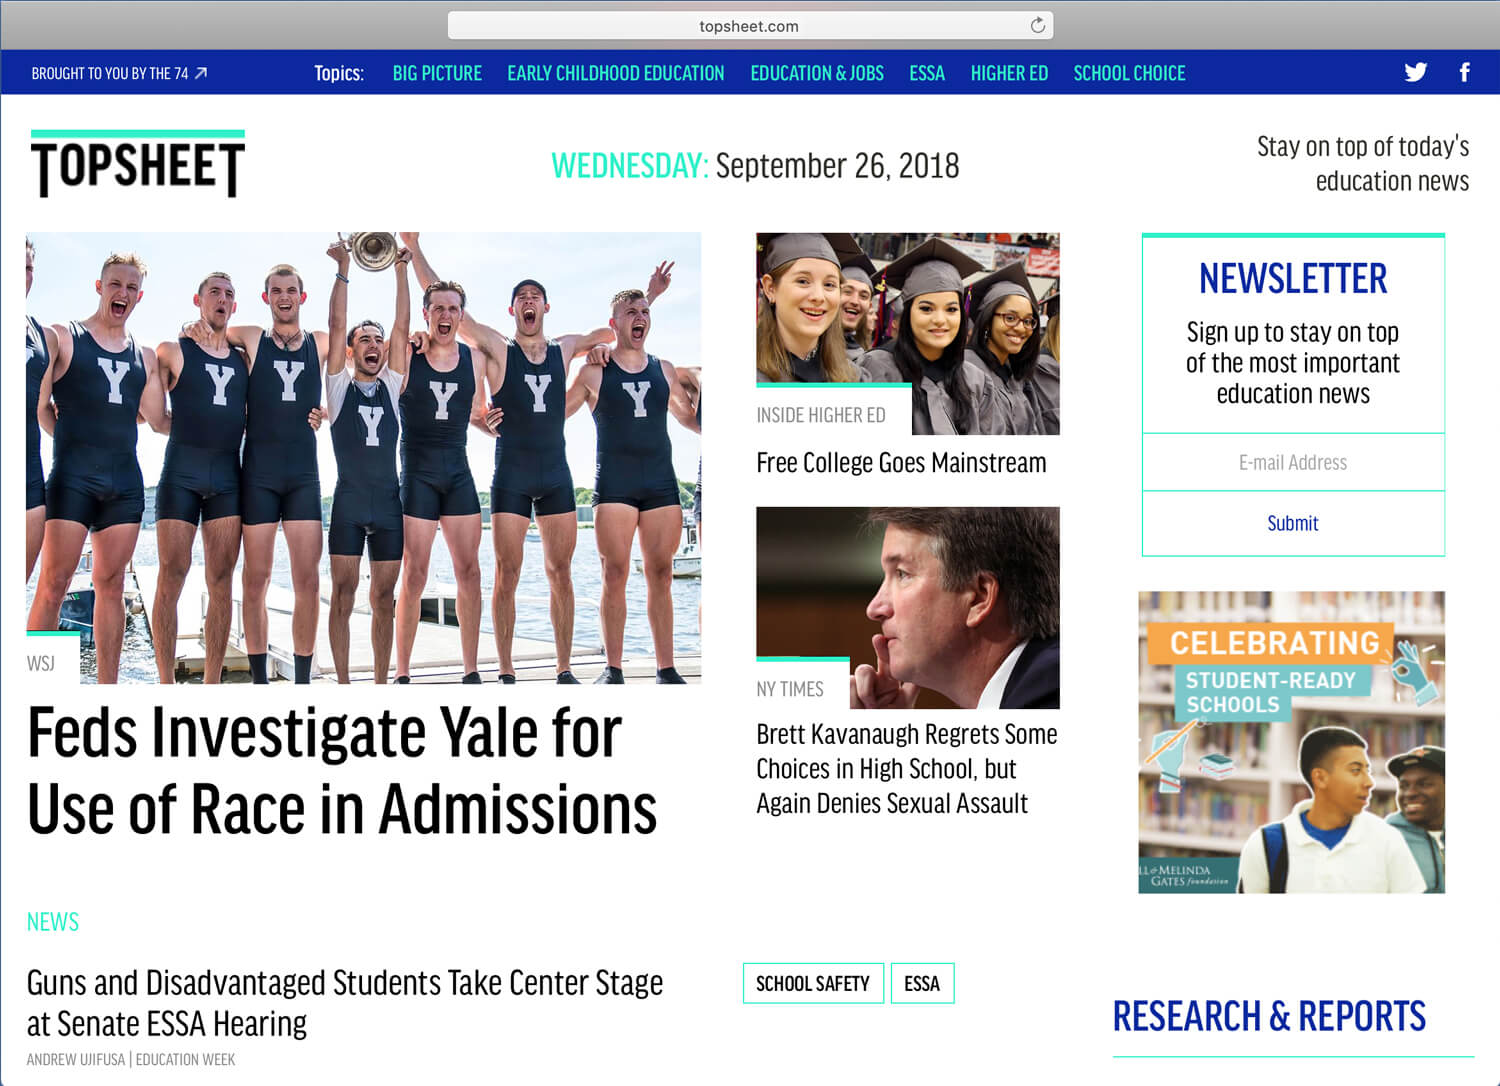 topsheet.com
BROUGHT TO YOU BY THE 74
Topics: BIG PICTURE EARLY CHILDHOOD EDUCATION EDUCATION & JOBS ESSA HIGHER ED SCHOOL CHOICE
TOPSHEET
WEDNESDAY: September 26, 2018
Stay on top of today's
education news
Y Y Y Y Y Y Y
WSJ
Feds Investigate Yale for
Use of Race in Admissions
INSIDE HIGHER ED
Free College Goes Mainstream
NY TIMES
Brett Kavanaugh Regrets Some
Choices in High School, but
Again Denies Sexual Assault
NEWSLETTER
Sign up to stay on top
of the most important
education news
E-mail Address
Submit
CELEBRATING
STUDENT-READY
SCHOOLS
LL & MELINDA
GATES foundation
NEWS
Guns and Disadvantaged Students Take Center Stage
at Senate ESSA Hearing
ANDREW UJIFUSA | EDUCATION WEEK
SCHOOL SAFETY ESSA
RESEARCH & REPORTS